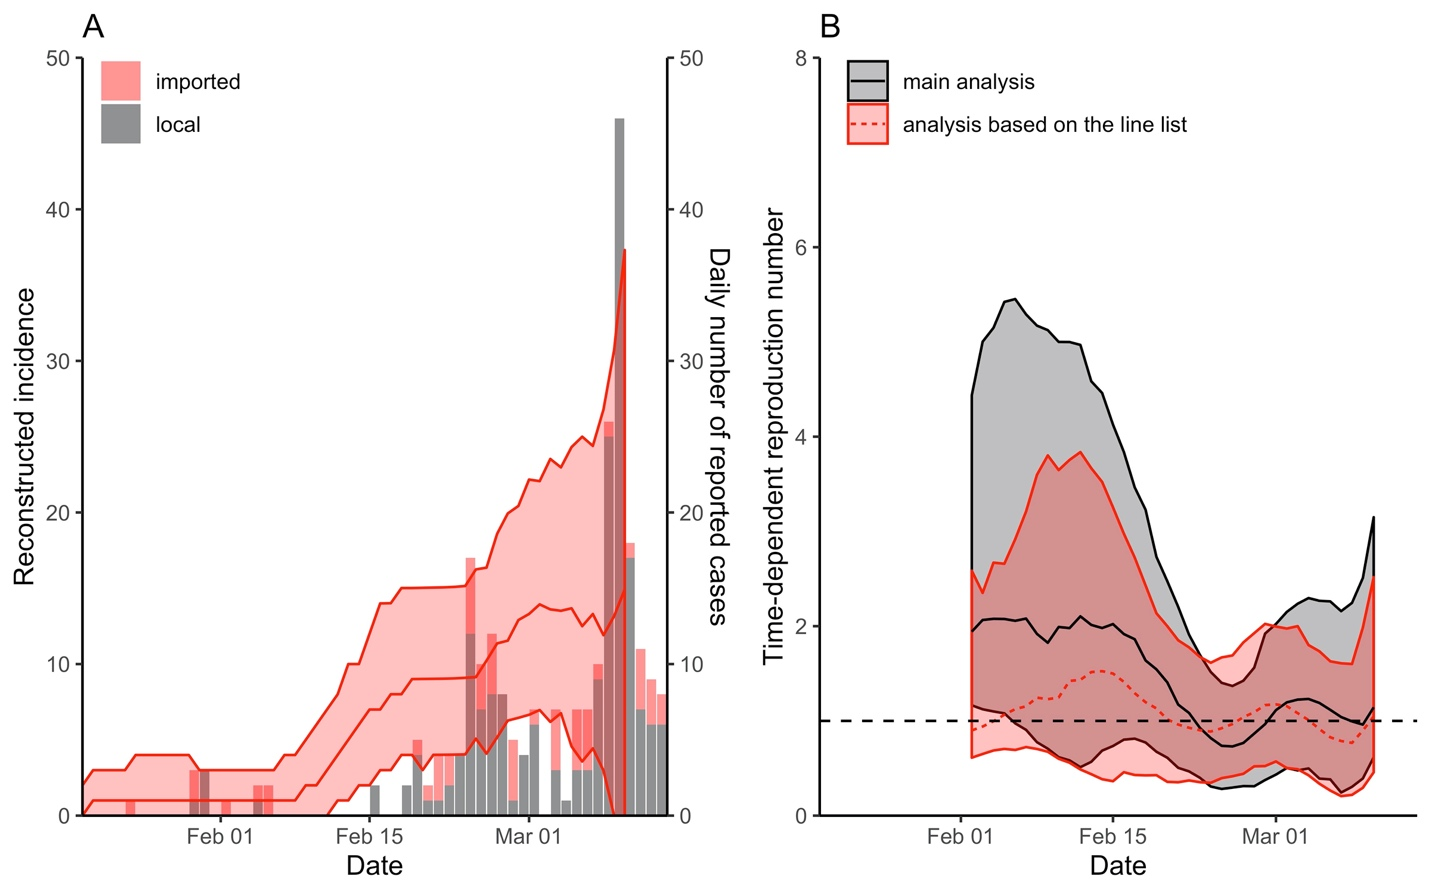 A
50
40
30
20
10
0
Reconstructed incidence
imported
local
50
40
30
20
10
0
Daily number of reported cases
Feb 01
Feb 15
Mar 01
Date
B
8
6
4
2
0
Time-dependent reproduction number
main analysis
analysis based on the line list
Feb 01
Feb 15
Mar 01
Date